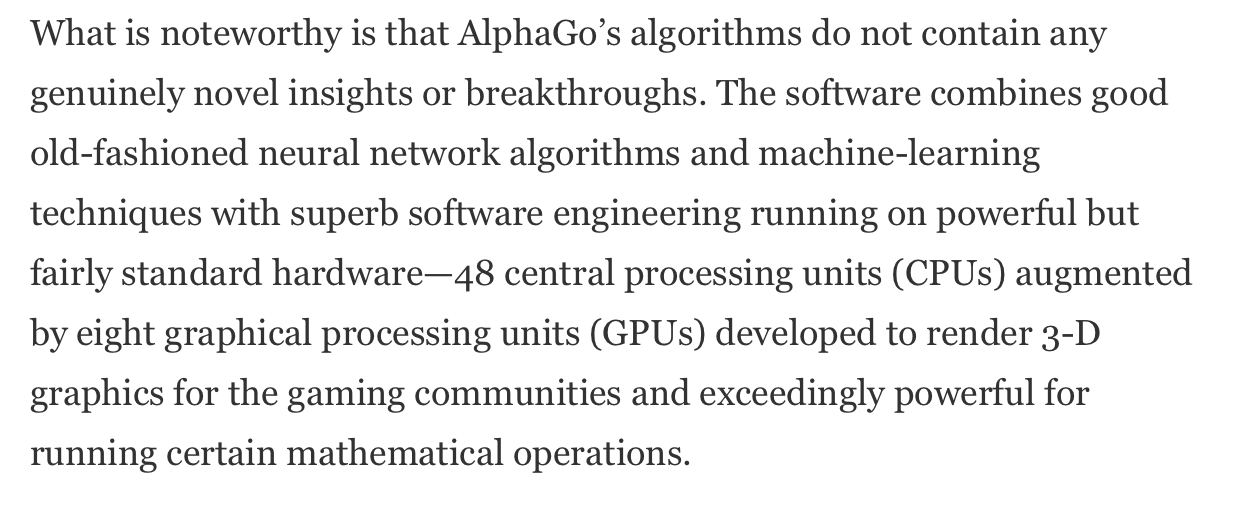 What is noteworthy is that AlphaGo’s algorithms do not contain any
genuinely novel insights or breakthroughs. The software combines good
old-fashioned neural network algorithms and machine-learning
techniques with superb software engineering running on powerful but
fairly standard hardware—48 central processing units (CPUs) augmented
by eight graphical processing units (GPUs) developed to render 3-D
graphics for the gaming communities and exceedingly powerful for
running certain mathematical operations.